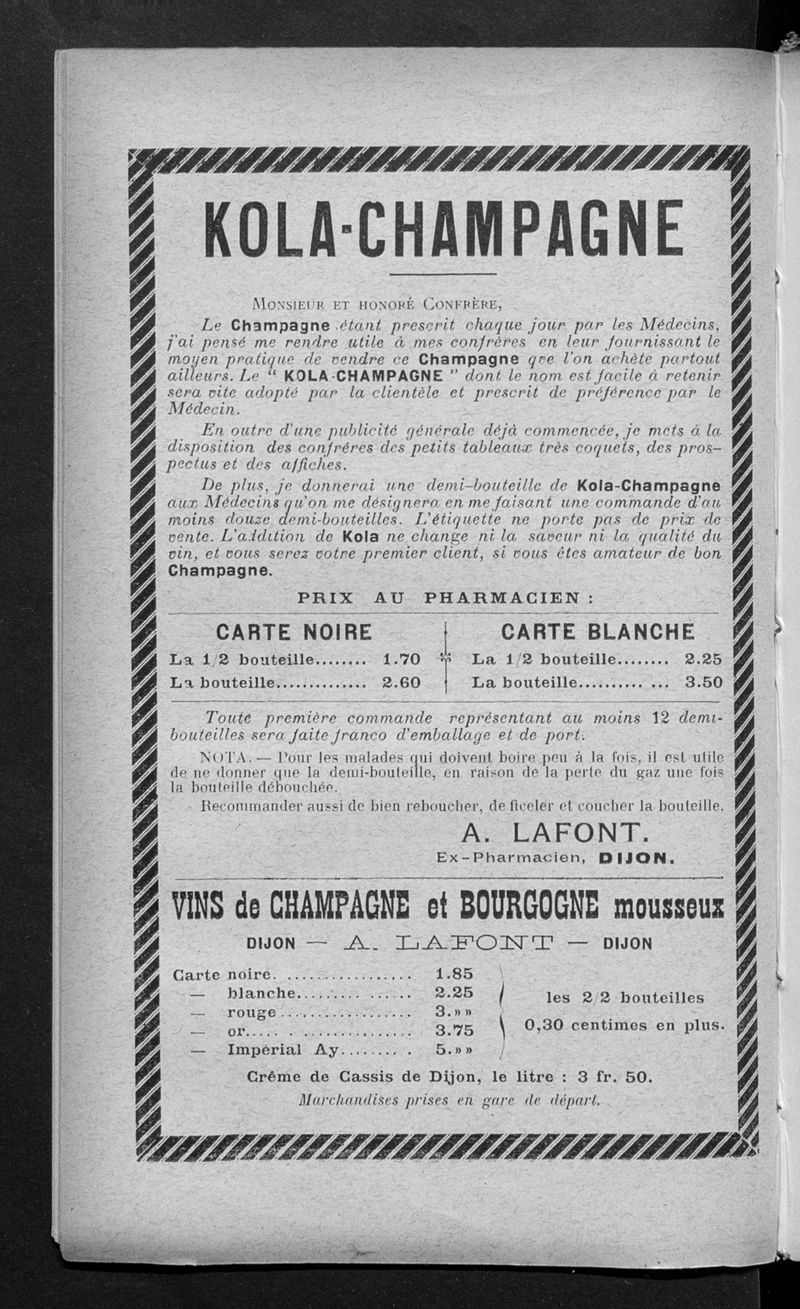 KOLA-CHAMPAGNE
MONSIEUR ET HONORÉ CONFRÈRE,
Le Champagne étant prescrit chaque jour par les Médecins,
j'ai pensé me rendre utile à mes confrères en leur fournissant le
moyen pratique de vendre ce Champagne que l'on achète partout
ailleurs. Le “ KOLA-CHAMPAGNE ” dont le nom est facile à retenir
sera vite adopté par la clientèle et prescrit de préférence par le
Médecin.
En outre d'une publicité générale déjà commencée, je mets à la
disposition des confrères des petits tableaux très coquets, des pros-
pectus et des affiches.
De plus, je donnerai une demi-bouteille de Kola-Champagne
aux Médecins qu'on me désignera en me faisant une commande d'au
moins douze demi-bouteilles. L'étiquette ne porte pas de prix de
vente. L'addition de Kola ne change ni la saveur ni la qualité du
vin, et vous serez votre premier client, si vous êtes amateur de bon
Champagne.
PRIX AU PHARMACIEN :
CARTE NOIRE
La 1/2 bouteille........ 1.70
La bouteille.............. 2.60
CARTE BLANCHE
La 1/2 bouteille........ 2.25
La bouteille.......... ... 3.50
Toute première commande représentant au moins 12 demi-
bouteilles sera faite franco d'emballage et de port.
NOTA. — Pour les malades qui doivent boire peu à la fois, il est utile
de ne donner que la demi-bouteille, en raison de la perte du gaz une fois
la bouteille débouchée.
Recommander aussi de bien reboucher, de ficeler et coucher la bouteille.
A. LAFONT.
Ex-Pharmacien, DIJON.
VINS de CHAMPAGNE et BOURGOGNE mousseux
DIJON — A. LAFONT — DIJON
Carte noire. ................. 1.85
— blanche.............. 2.25
— rouge ................. 3.»»
— or..................... 3.75
— Impérial Ay......... 5.»»
les 2/2 bouteilles
0,30 centimes en plus.
Crême de Cassis de Dijon, le litre : 3 fr. 50.
Marchandises prises en gare de départ.